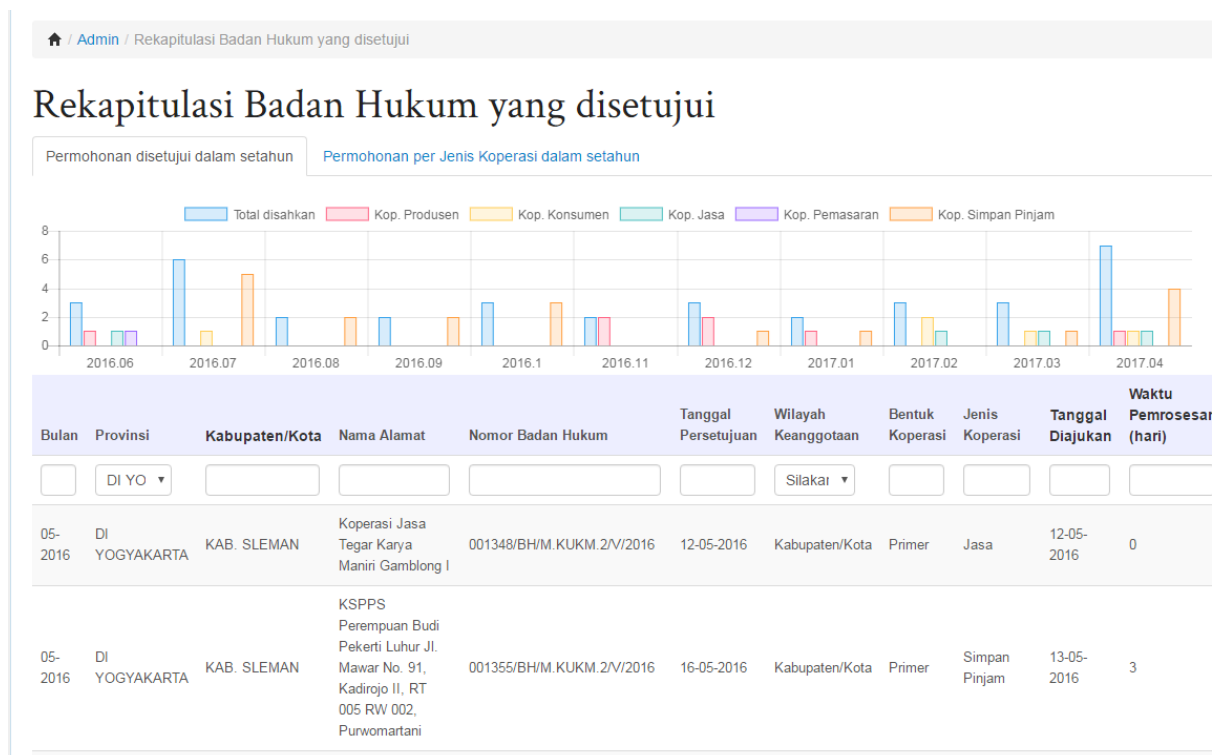 / Admin / Rekapitulasi Badan Hukum yang disetujui
Rekapitulasi Badan Hukum yang disetujui
Permohonan disetujui dalam setahun Permohonan per Jenis Koperasi dalam setahun
Total disahkan Kop. Produsen Kop. Konsumen Kop. Jasa Kop. Pemasaran Kop. Simpan Pinjam
8
6
4
2
0
2016.06 2016.07 2016.08 2016.09 2016.1 2016.11 2016.12 2017.01 2017.02 2017.03 2017.04
Waktu
Tanggal Wilayah Bentuk Jenis Tanggal Pemrosesan
Bulan Provinsi Kabupaten/Kota Nama Alamat Nomor Badan Hukum Persetujuan Keanggotaan Koperasi Koperasi Diajukan (hari)
DI YO Silakar
Koperasi Jasa
05- DI Tegar Karya 12-05-
2016 YOGYAKARTA KAB. SLEMAN Maniri Gamblong I 001348/BH/M.KUKM.2/V/2016 12-05-2016 Kabupaten/Kota Primer Jasa 2016 0
KSPPS
Perempuan Budi
Pekerti Luhur Jl.
05- DI Mawar No. 91, Simpan 13-05-
2016 YOGYAKARTA KAB. SLEMAN Kadirojo II, RT 001355/BH/M.KUKM.2/V/2016 16-05-2016 Kabupaten/Kota Primer Pinjam 2016 3
005 RW 002,
Purwomartani